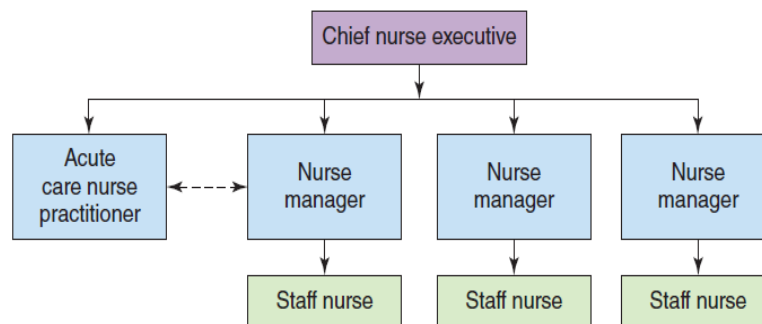 Chief nurse executive
Acute
care nurse
practitioner
Nurse
manager
Nurse
manager
Nurse
manager
Staff nurse
Staff nurse
Staff nurse